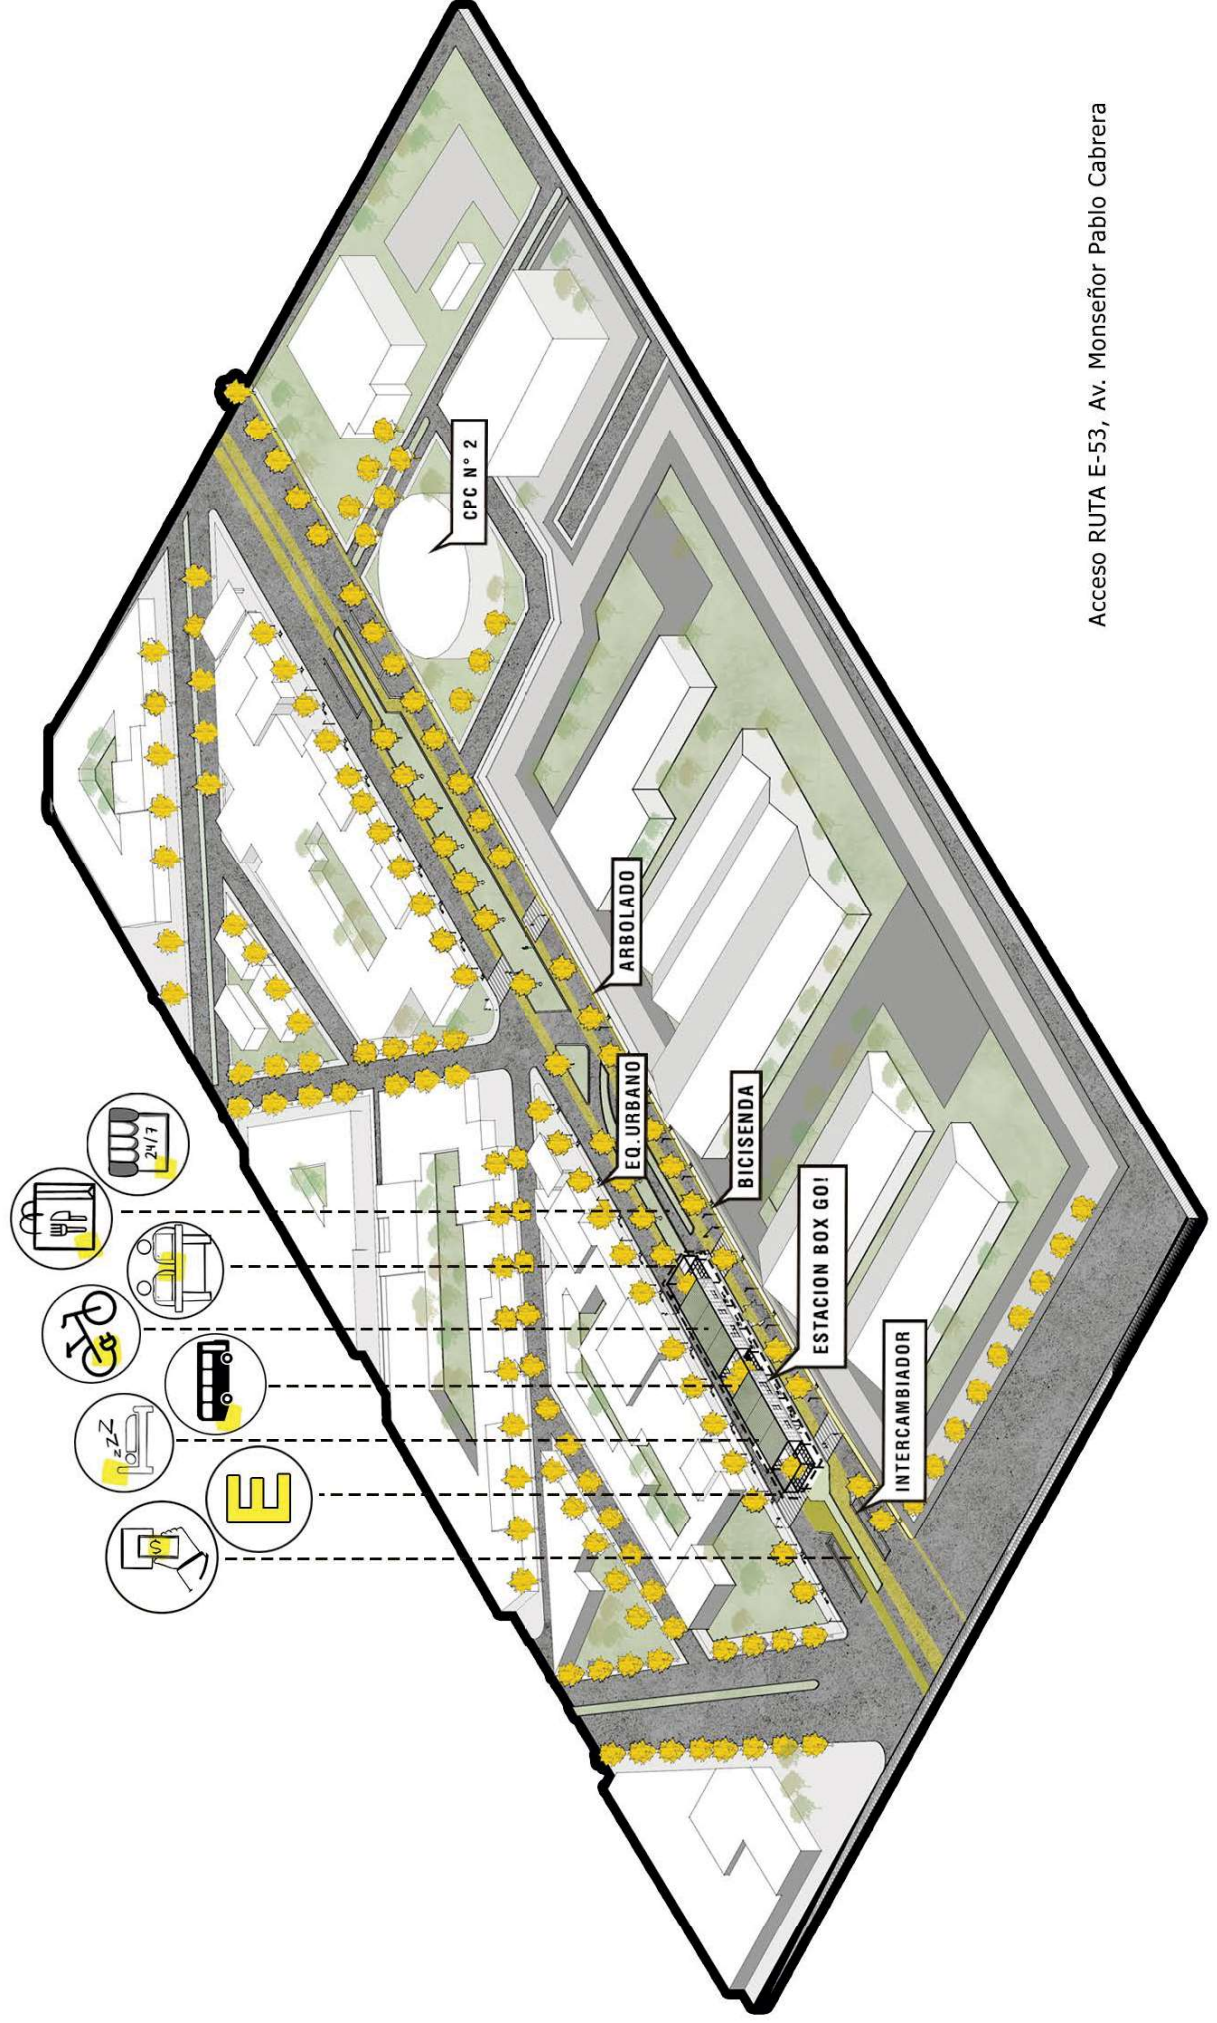 24/7
zZZ
E
$
INTERCAMBIADOR
ESTACION BOX GO!
BICISENDA
EQ.URBANO
ARBOLADO
CPC N° 2
Acceso RUTA E-53, Av. Monseñor Pablo Cabrera